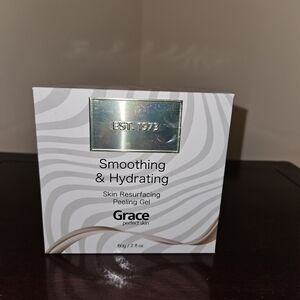 EST. 1973
Smoothing
& Hydrating
Skin Resurfacing
Peeling Gel
Grace
perfect skin
60g / 2 fl oz